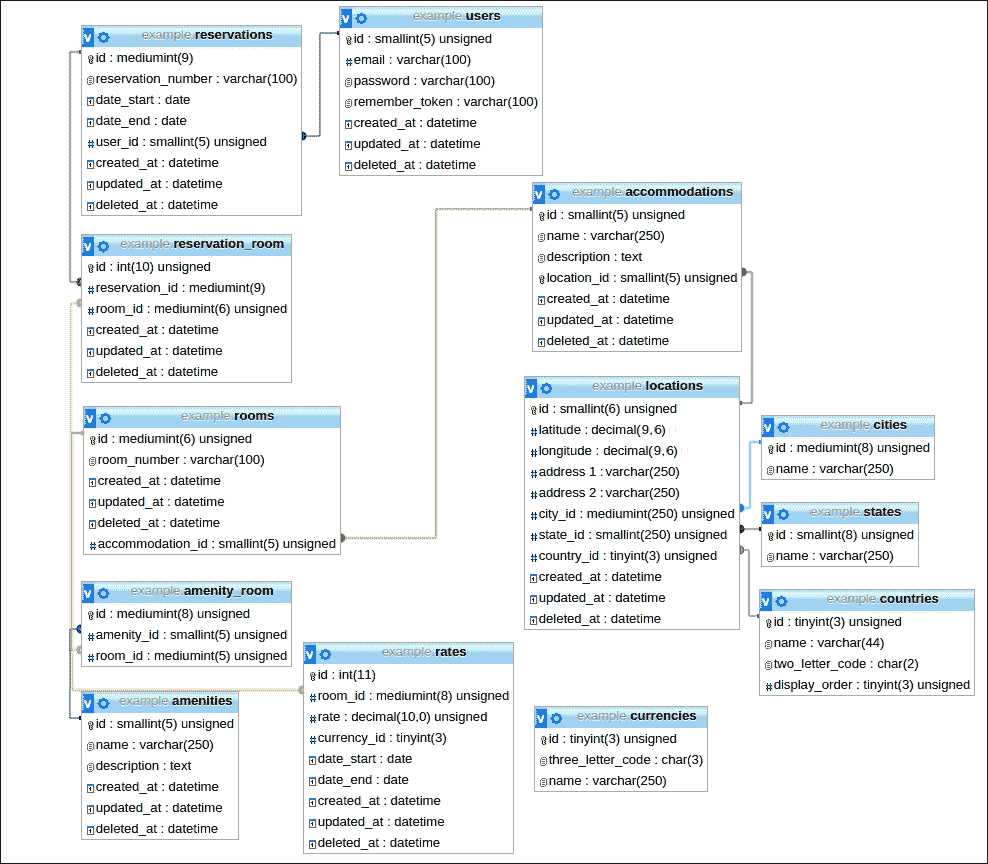 example reservations
id : mediumint(9)
reservation_number : varchar(100)
date_start : date
date_end : date
user_id : smallint(5) unsigned
created_at : datetime
updated_at : datetime
deleted_at : datetime
example users
id : smallint(5) unsigned
email : varchar(100)
password : varchar(100)
remember_token : varchar(100)
created_at : datetime
updated_at : datetime
deleted_at : datetime
example reservation_room
id : int(10) unsigned
reservation_id : mediumint(9)
room_id : mediumint(6) unsigned
created_at : datetime
updated_at : datetime
deleted_at : datetime
example accommodations
id : smallint(5) unsigned
name : varchar(250)
description : text
location_id : smallint(5) unsigned
created_at : datetime
updated_at : datetime
deleted_at : datetime
example rooms
id : mediumint(6) unsigned
room_number : varchar(100)
created_at : datetime
updated_at : datetime
deleted_at : datetime
accommodation_id : smallint(5) unsigned
example locations
id : smallint(6) unsigned
latitude : decimal(9,6)
longitude : decimal(9,6)
address 1 : varchar(250)
address 2 : varchar(250)
city_id : mediumint(250) unsigned
state_id : smallint(250) unsigned
country_id : tinyint(3) unsigned
created_at : datetime
updated_at : datetime
deleted_at : datetime
example cities
id : mediumint(8) unsigned
name : varchar(250)
example states
id : smallint(8) unsigned
name : varchar(250)
example countries
id : tinyint(3) unsigned
name : varchar(44)
two_letter_code : char(2)
display_order : tinyint(3) unsigned
example amenity_room
id : mediumint(8) unsigned
amenity_id : smallint(5) unsigned
room_id : mediumint(5) unsigned
example amenities
id : smallint(5) unsigned
name : varchar(250)
description : text
created_at : datetime
updated_at : datetime
deleted_at : datetime
example rates
id : int(11)
room_id : mediumint(8) unsigned
rate : decimal(10,0) unsigned
currency_id : tinyint(3)
date_start : date
date_end : date
created_at : datetime
updated_at : datetime
deleted_at : datetime
example currencies
id : tinyint(3) unsigned
three_letter_code : char(3)
name : varchar(250)